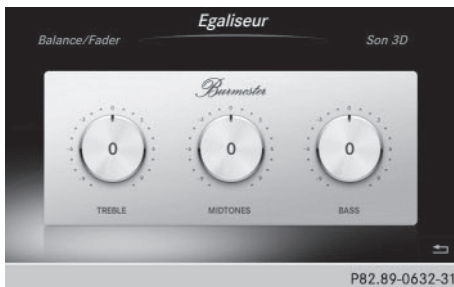 Egaliseur
Balance/Fader Son 3D
Burmester
0 0 0
TREBLE MIDTONES BASS
P82.89-0632-31